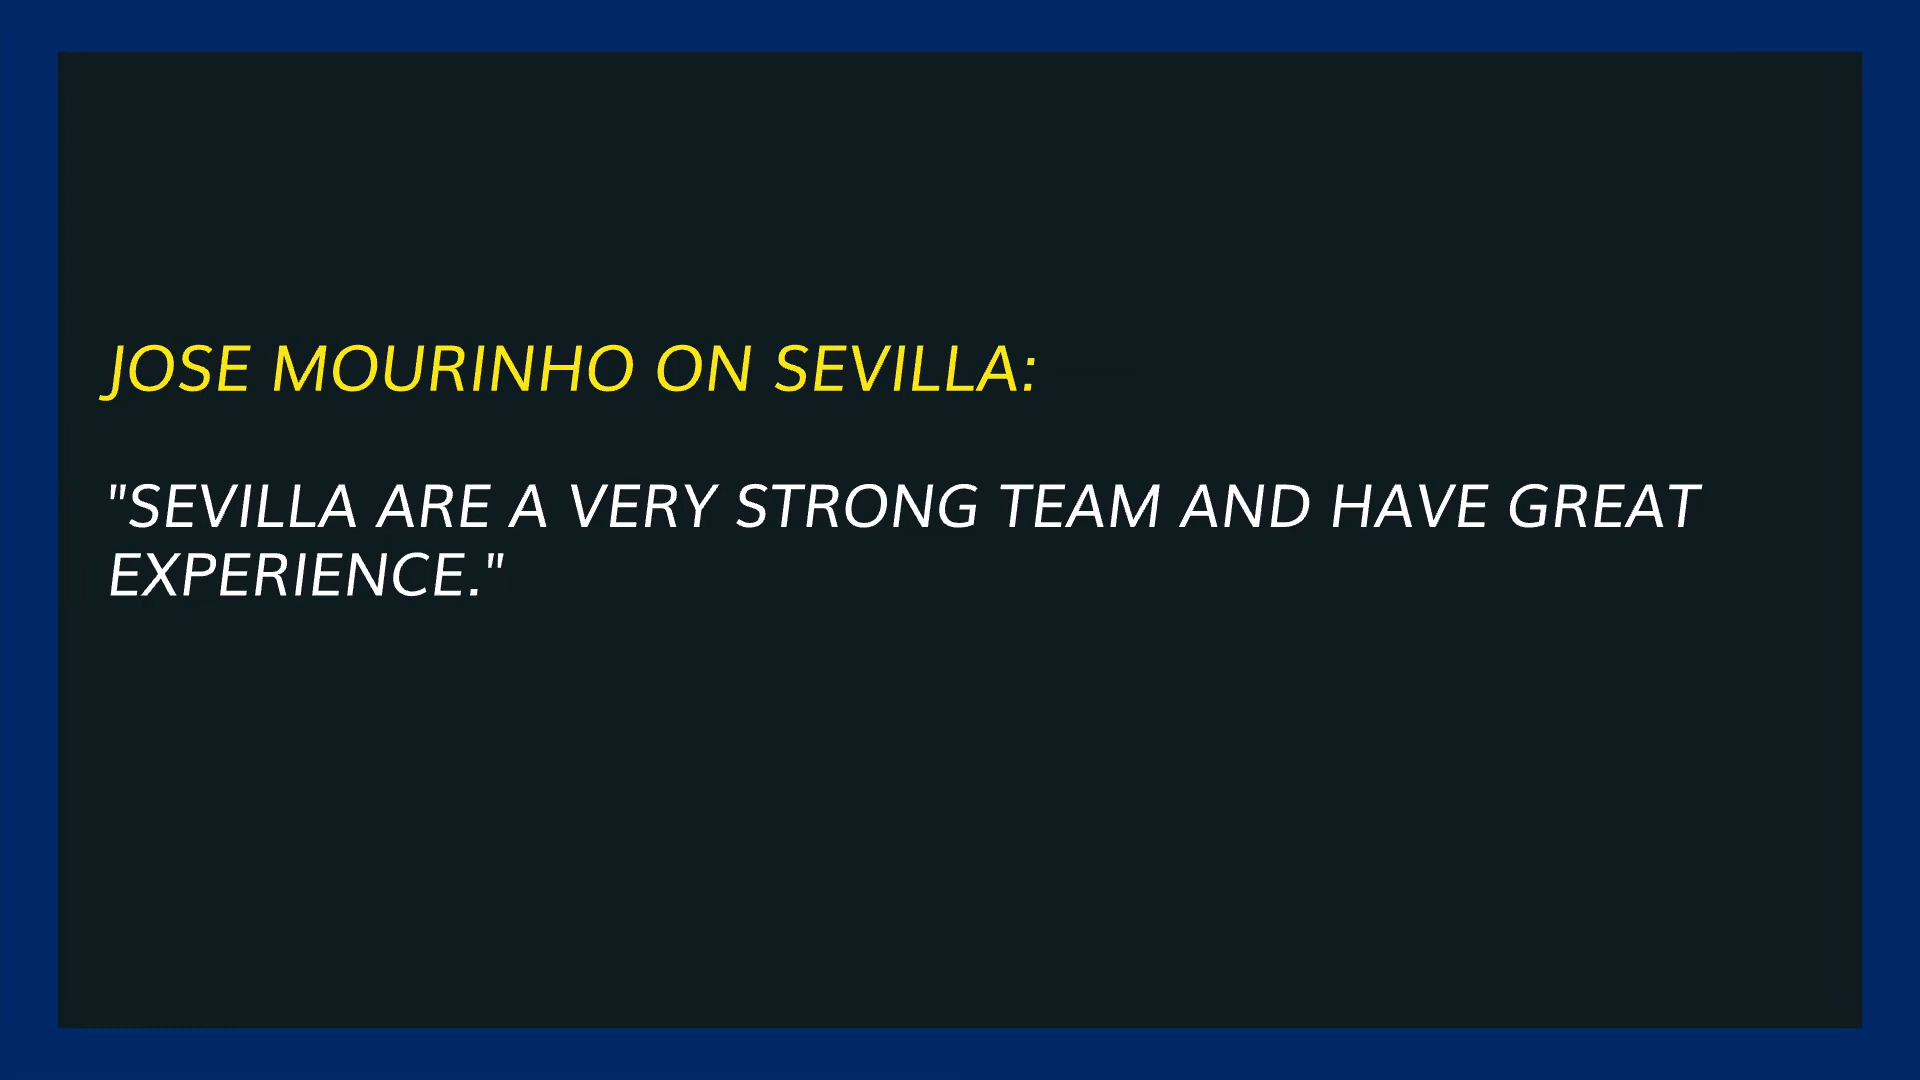 JOSE MOURINHO ON SEVILLA:
"SEVILLA ARE A VERY STRONG TEAM AND HAVE GREAT
EXPERIENCE."